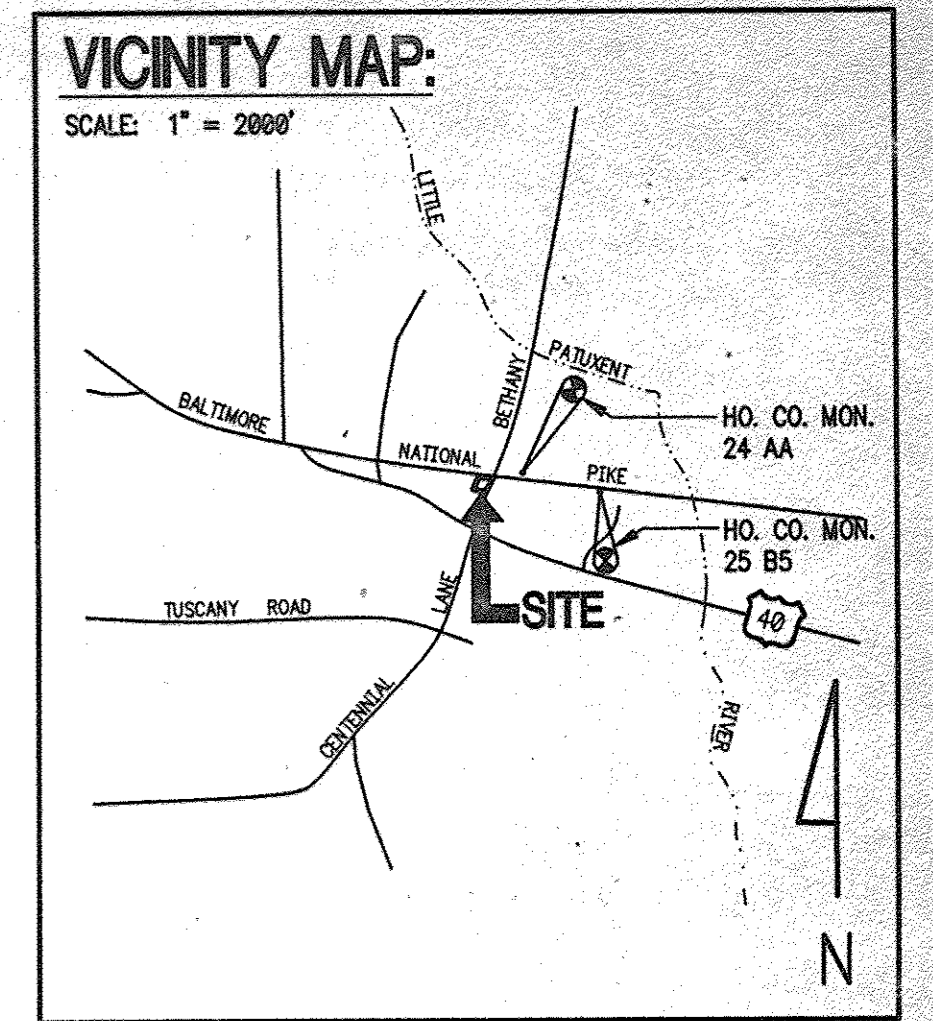 VICINITY MAP:
SCALE: 1" = 2000'
LITTLE
PATUXENT
BETHANY
HO. CO. MON.
24 AA
BALTIMORE
NATIONAL
PIKE
HO. CO. MON.
25 B5
LANE
SITE
TUSCANY ROAD
40
CENTENNIAL
RIVER
N